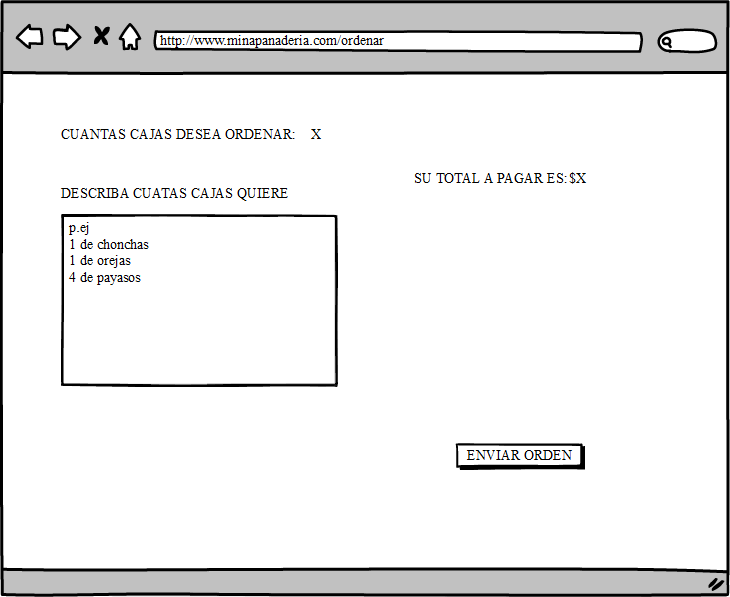 http://www.minapanaderia.com/ordenar
CUANTAS CAJAS DESEA ORDENAR: X
SU TOTAL A PAGAR ES:$X
DESCRIBA CUATAS CAJAS QUIERE
p.ej
1 de chonchas
1 de orejas
4 de payasos
ENVIAR ORDEN